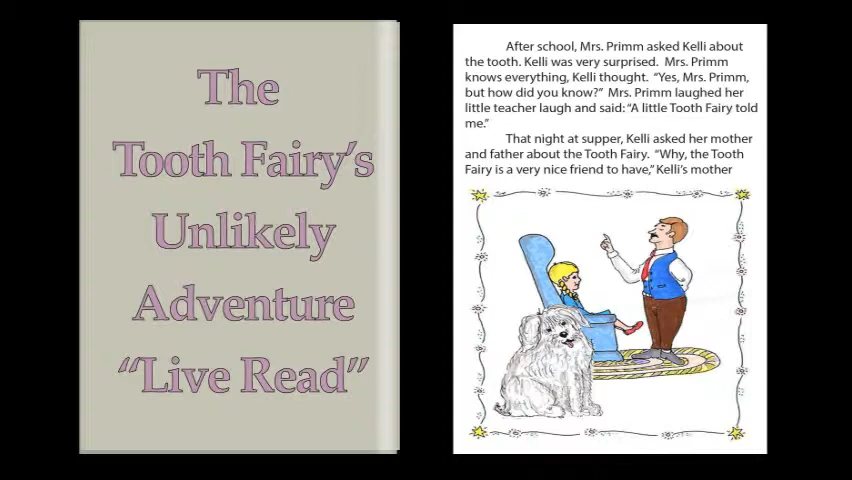 The
Tooth Fairy's
Unlikely
Adventure
“Live Read”
After school, Mrs. Primm asked Kelli about
the tooth. Kelli was very surprised.  Mrs. Primm
knows everything, Kelli thought.  “Yes, Mrs. Primm,
but how did you know?”  Mrs. Primm laughed her
little teacher laugh and said: “A little Tooth Fairy told
me.”
That night at supper, Kelli asked her mother
and father about the Tooth Fairy.  “Why, the Tooth
Fairy is a very nice friend to have,” Kelli's mother